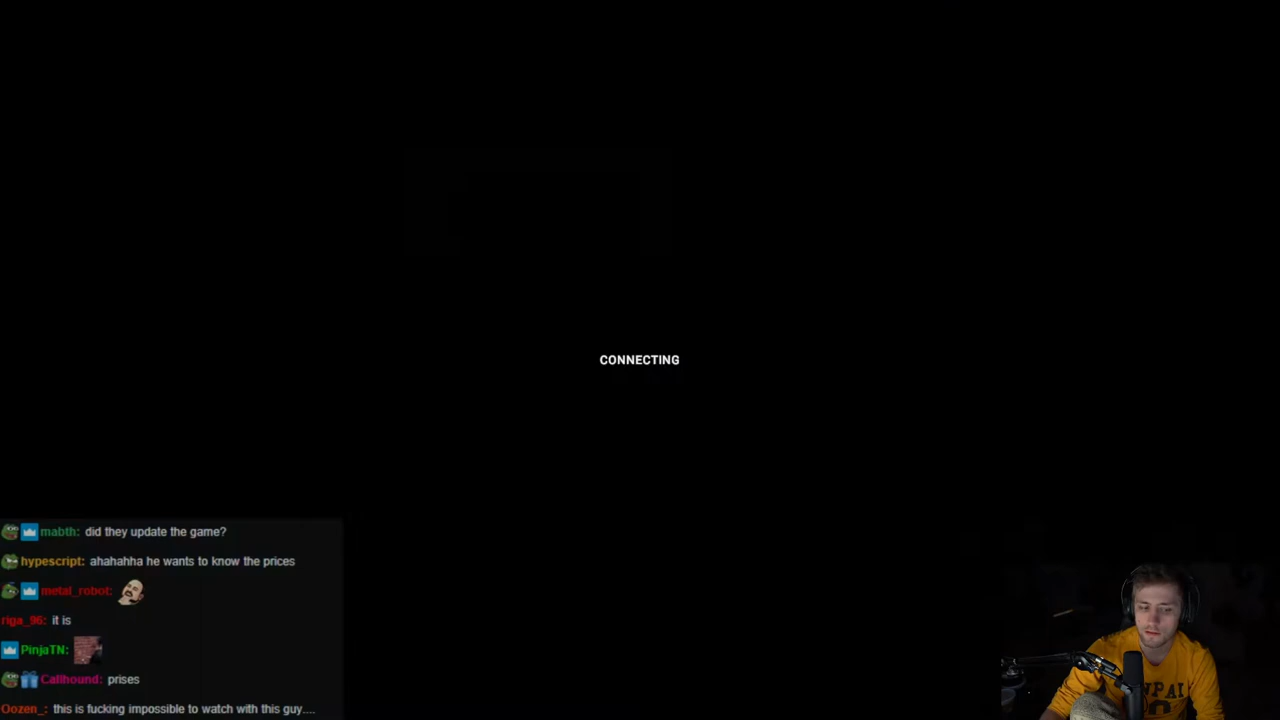 CONNECTING
mabth: did they update the game?
hypescript: ahahahha he wants to know the prices
metal_robot:
riga_96: it is
PinjaTN:
Callhound: prises
Oozen_: this is fucking impossible to watch with this guy....